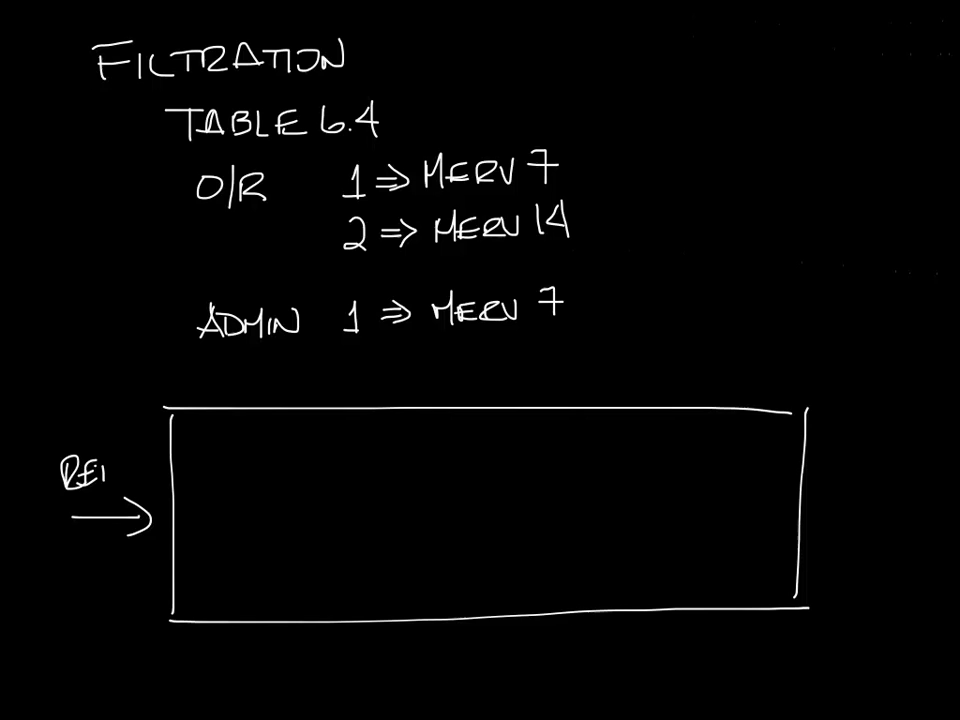 FILTRATION
TABLE 6.4
O/R 1 ⇒ MERV 7
2 ⇒ MERV 14
ADMIN 1 ⇒ MERV 7